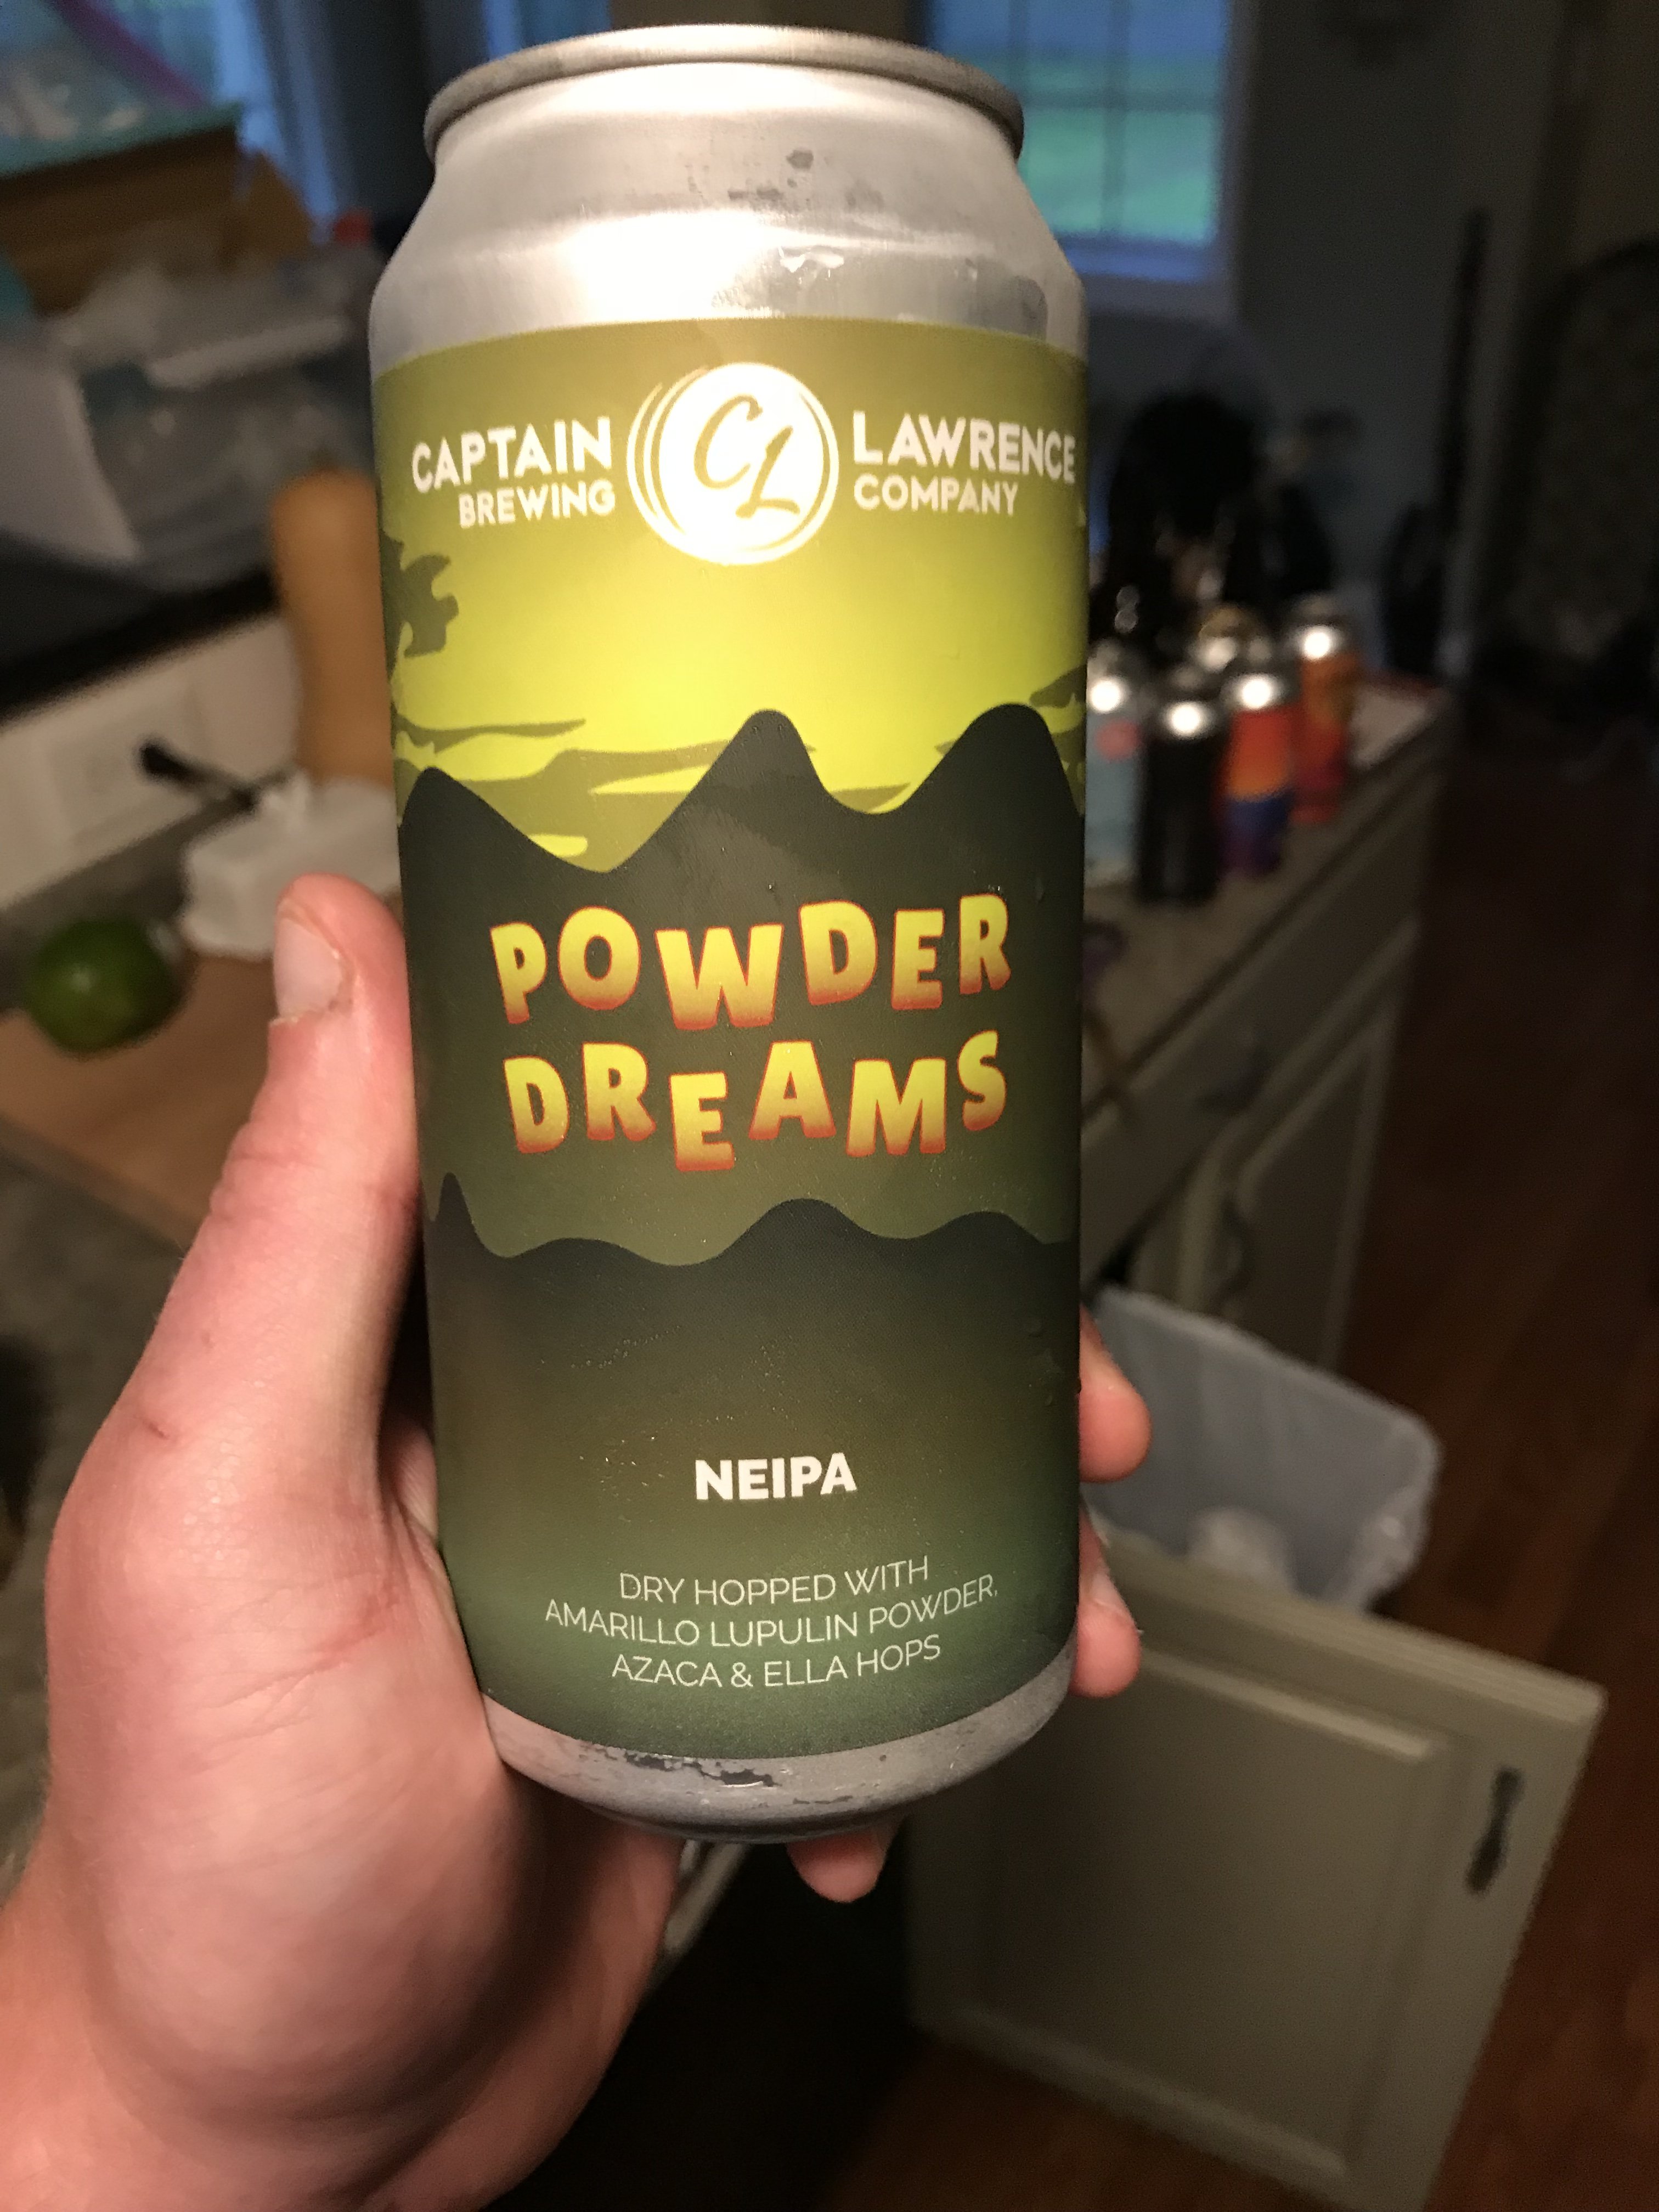 CAPTAIN CL LAWRENCE
BREWING COMPANY
POWDER
DREAMS
NEIPA
DRY HOPPED WITH
AMARILLO LUPULIN POWDER,
AZACA & ELLA HOPS